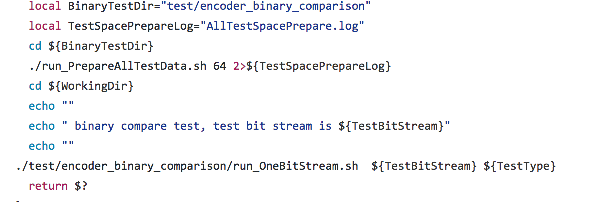 local BinaryTestDir="test/encoder_binary_comparison"
local TestSpacePrepareLog="AllTestSpacePrepare.log"
cd ${BinaryTestDir}
./run_PrepareAllTestData.sh 64 2>${TestSpacePrepareLog}
cd ${WorkingDir}
echo ""
echo " binary compare test, test bit stream is ${TestBitStream}"
echo ""
./test/encoder_binary_comparison/run_OneBitStream.sh  ${TestBitStream} ${TestType}
return $?